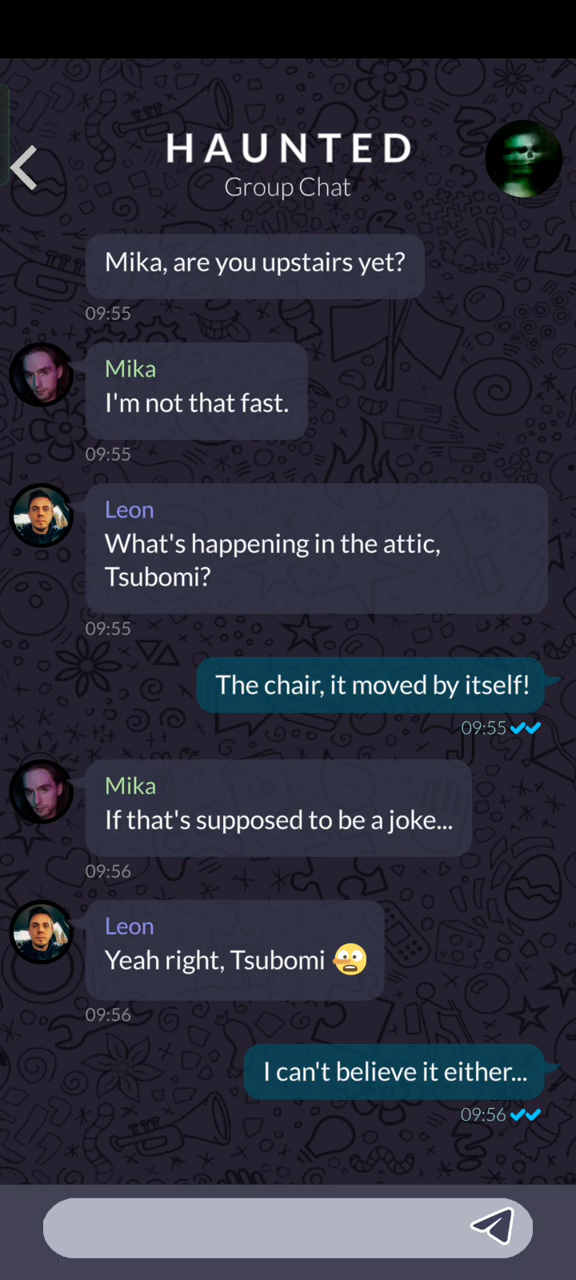 HAUNTED
Group Chat
Mika, are you upstairs yet?
09:55
Mika
I'm not that fast.
09:55
Leon
What's happening in the attic,
Tsubomi?
09:55
The chair, it moved by itself!
09:55
Mika
If that's supposed to be a joke...
09:56
Leon
Yeah right, Tsubomi
09:56
I can't believe it either...
09:56